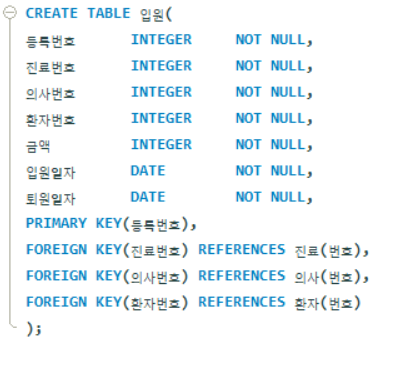 CREATE TABLE 입원(
등록번호 INTEGER NOT NULL,
진료번호 INTEGER NOT NULL,
의사번호 INTEGER NOT NULL,
환자번호 INTEGER NOT NULL,
금액 INTEGER NOT NULL,
입원일자 DATE NOT NULL,
퇴원일자 DATE NOT NULL,
PRIMARY KEY(등록번호),
FOREIGN KEY(진료번호) REFERENCES 진료(번호),
FOREIGN KEY(의사번호) REFERENCES 의사(번호),
FOREIGN KEY(환자번호) REFERENCES 환자(번호)
);